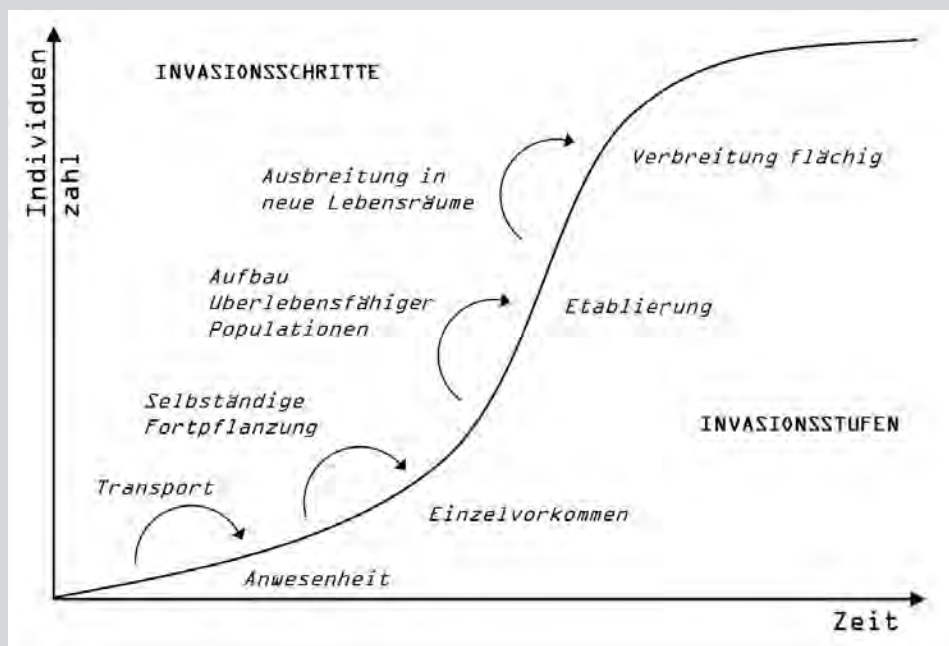 INVASIONSSCHRITTE
Individuen
zahl
Verbreitung flächig
Ausbreitung in
neue Lebensräume
Aufbau
Uberlebensfähiger
Populationen
Etablierung
Selbständige
Fortpflanzung
INVASIONSSTUFEN
Transport
Einzelvorkommen
Anwesenheit
Zeit